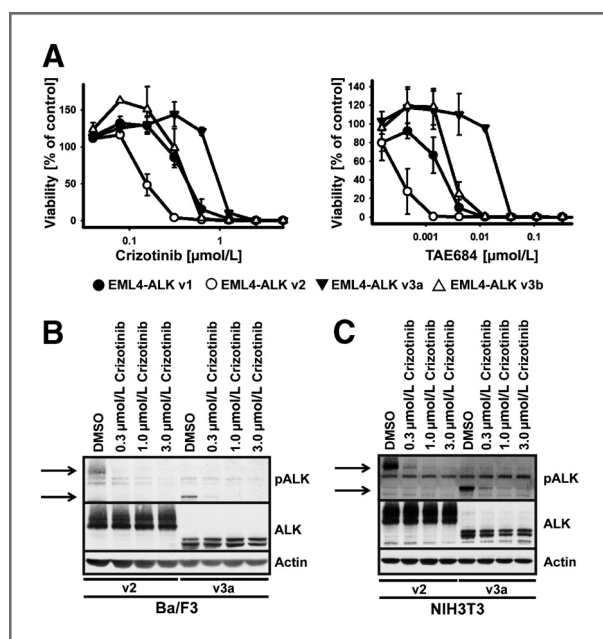 A
Viability [% of control]
150
100
50
0
0.1
1
Crizotinib [µmol/L]
Viability [% of control]
140
120
100
80
60
40
20
0
0.001
0.01
0.1
TAE684 [µmol/L]
EML4-ALK v1 EML4-ALK v2 EML4-ALK v3a EML4-ALK v3b
B
DMSO
0.3 µmol/L Crizotinib
1.0 µmol/L Crizotinib
3.0 µmol/L Crizotinib
DMSO
0.3 µmol/L Crizotinib
1.0 µmol/L Crizotinib
3.0 µmol/L Crizotinib
pALK
ALK
Actin
v2 v3a
Ba/F3
C
DMSO
0.3 µmol/L Crizotinib
1.0 µmol/L Crizotinib
3.0 µmol/L Crizotinib
DMSO
0.3 µmol/L Crizotinib
1.0 µmol/L Crizotinib
3.0 µmol/L Crizotinib
pALK
ALK
Actin
v2 v3a
NIH3T3